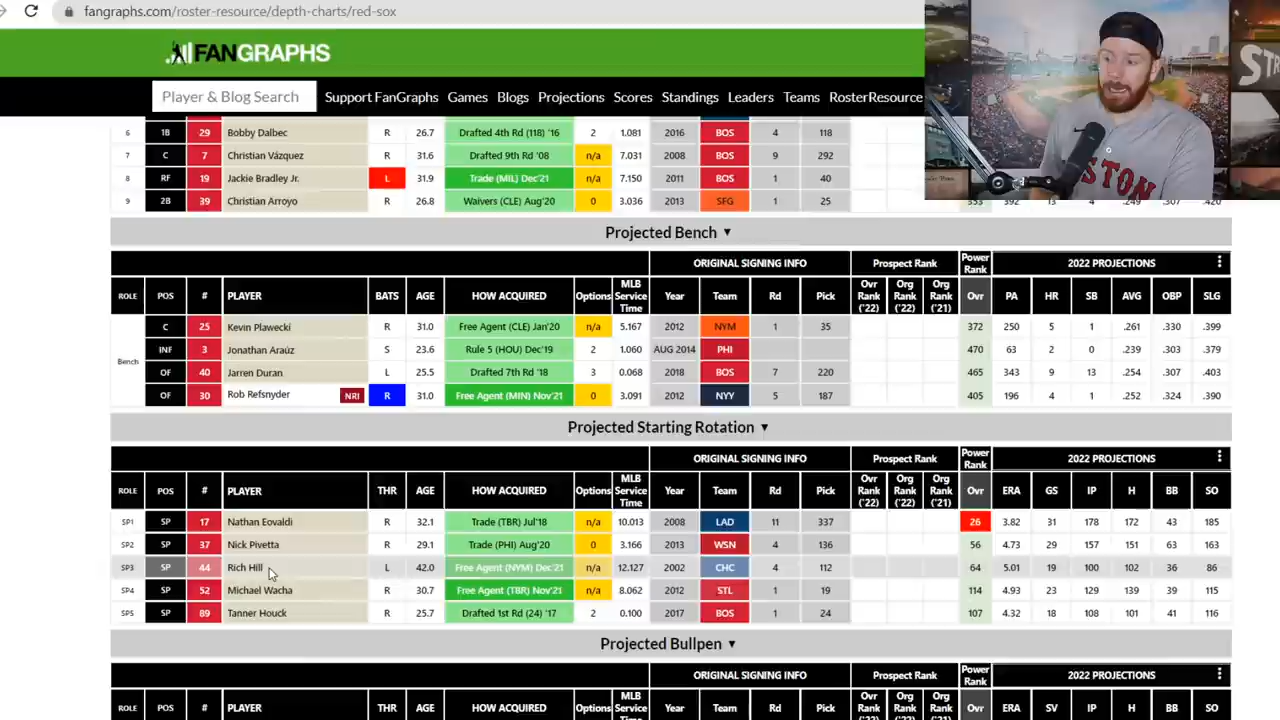 fangraphs.com/roster-resource/depth-charts/red-sox
FANGRAPHS
Player & Blog Search Support FanGraphs Games Blogs Projections Scores Standings Leaders Teams RosterResource
6 1B 29 Bobby Dalbec R 26.7 Drafted 4th Rd (118) '16 2 1.081 2016 BOS 4 118
7 C 7 Christian Vázquez R 31.6 Drafted 9th Rd '08 n/a 7.031 2008 BOS 9 292
8 RF 19 Jackie Bradley Jr. L 31.9 Trade (MIL) Dec'21 n/a 7.150 2011 BOS 1 40
9 2B 39 Christian Arroyo R 26.8 Waivers (CLE) Aug'20 0 3.036 2013 SFG 1 25 353 392 13 4 .249 .307 .420
Projected Bench ▼
ORIGINAL SIGNING INFO Prospect Rank Power Rank 2022 PROJECTIONS
ROLE POS # PLAYER BATS AGE HOW ACQUIRED Options MLB Service Time Year Team Rd Pick Ovr Rank ('22) Org Rank ('22) Org Rank ('21) Ovr PA HR SB AVG OBP SLG
Bench
C 25 Kevin Plawecki R 31.0 Free Agent (CLE) Jan'20 n/a 5.167 2012 NYM 1 35 372 250 5 1 .261 .330 .399
INF 3 Jonathan Araúz S 23.6 Rule 5 (HOU) Dec'19 2 1.060 AUG 2014 PHI 470 63 2 0 .239 .303 .379
OF 40 Jarren Duran L 25.5 Drafted 7th Rd '18 3 0.068 2018 BOS 7 220 465 343 9 13 .254 .307 .403
OF 30 Rob Refsnyder NRI R 31.0 Free Agent (MIN) Nov'21 0 3.091 2012 NYY 5 187 405 196 4 1 .252 .324 .390
Projected Starting Rotation ▼
ORIGINAL SIGNING INFO Prospect Rank Power Rank 2022 PROJECTIONS
ROLE POS # PLAYER THR AGE HOW ACQUIRED Options MLB Service Time Year Team Rd Pick Ovr Rank ('22) Org Rank ('22) Org Rank ('21) Ovr ERA GS IP H BB SO
SP1 SP 17 Nathan Eovaldi R 32.1 Trade (TBR) Jul'18 n/a 10.013 2008 LAD 11 337 26 3.82 31 178 172 43 185
SP2 SP 37 Nick Pivetta R 29.1 Trade (PHI) Aug'20 0 3.166 2013 WSN 4 136 56 4.73 29 157 151 63 163
SP3 SP 44 Rich Hill L 42.0 Free Agent (NYM) Dec'21 n/a 12.127 2002 CHC 4 112 64 5.01 19 100 102 36 86
SP4 SP 52 Michael Wacha R 30.7 Free Agent (TBR) Nov'21 n/a 8.062 2012 STL 1 19 114 4.93 23 129 139 39 115
SP5 SP 89 Tanner Houck R 25.7 Drafted 1st Rd (24) '17 2 0.100 2017 BOS 1 24 107 4.32 18 108 101 41 116
Projected Bullpen ▼
ORIGINAL SIGNING INFO Prospect Rank Power Rank 2022 PROJECTIONS
ROLE POS # PLAYER THR AGE HOW ACQUIRED Options MLB Service Time Year Team Rd Pick Ovr Rank Org Rank Org Rank Ovr ERA SV IP H BB SO